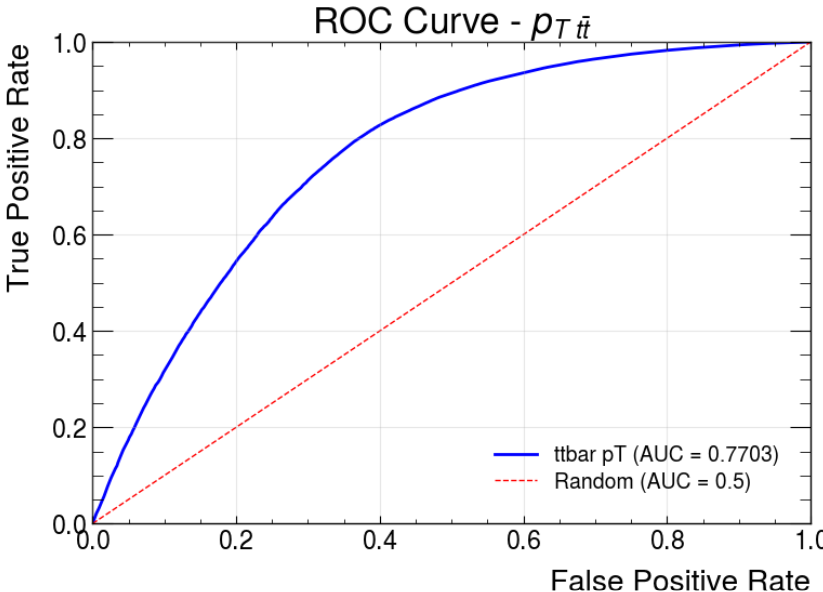 ROC Curve - p_{T t\bar{t}}
True Positive Rate
1.0
0.8
0.6
0.4
0.2
0.0
0.0 0.2 0.4 0.6 0.8 1.0
ttbar pT (AUC = 0.7703)
Random (AUC = 0.5)
False Positive Rate